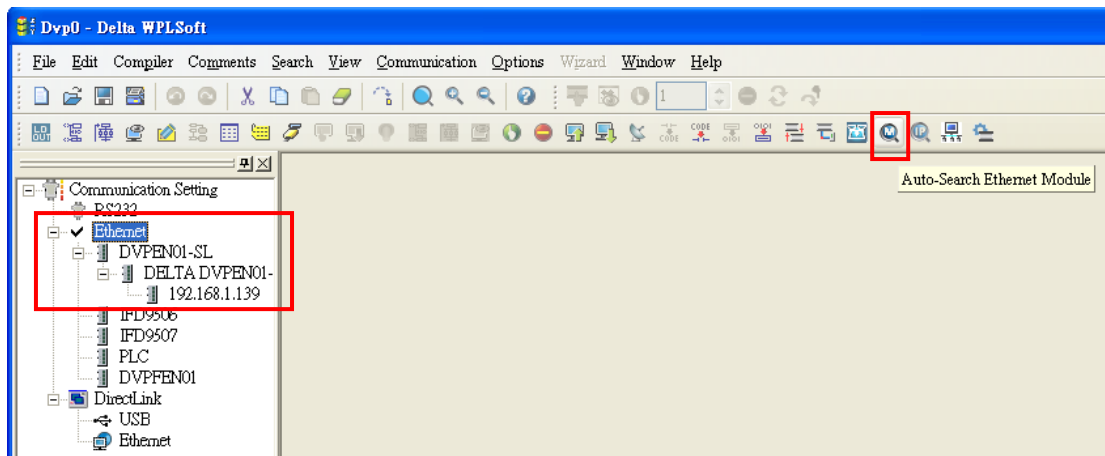 Dvp0 - Delta WPLSoft
File Edit Compiler Comments Search View Communication Options Wizard Window Help
1
Auto-Search Ethernet Module
Communication Setting
RS232
Ethernet
DVPEN01-SL
DELTA DVPEN01-
192.168.1.139
IFD9506
IFD9507
PLC
DVPFEN01
DirectLink
USB
Ethernet